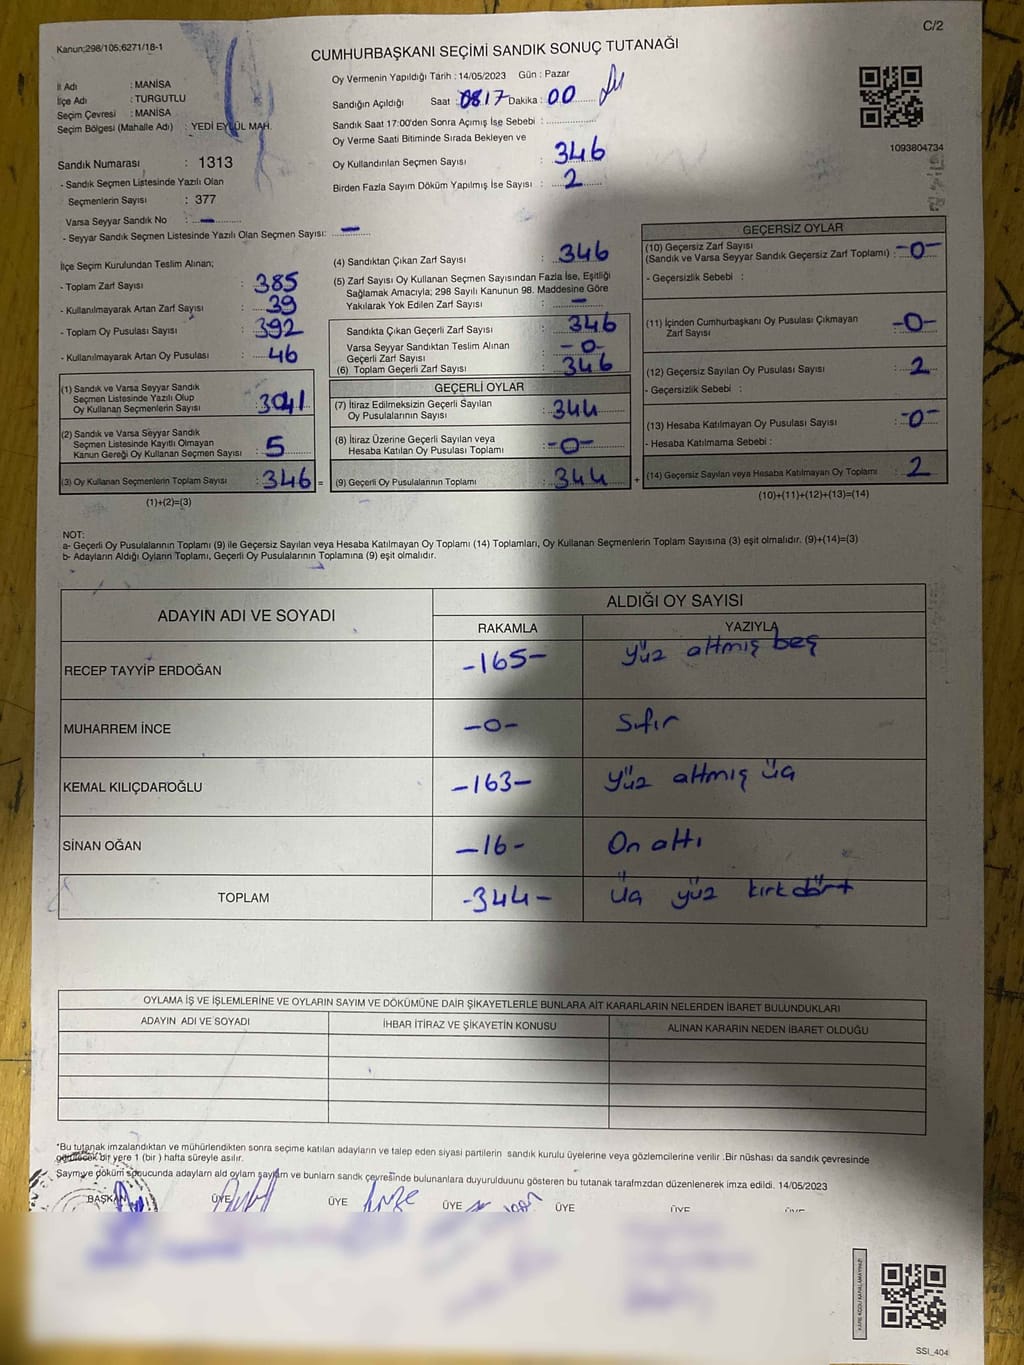 C/2
Kanun;298/105;6271/18-1
CUMHURBAŞKANI SEÇİMİ SANDIK SONUÇ TUTANAĞI
İl Adı : MANİSA
İlçe Adı : TURGUTLU
Seçim Çevresi : MANİSA
Seçim Bölgesi (Mahalle Adı) : YEDİ EYLÜL MAH.
Oy Vermenin Yapıldığı Tarih : 14/05/2023 Gün : Pazar
Sandığın Açıldığı Saat : 17 Dakika : 00
Sandık Saat 17:00'den Sonra Açımış İse Sebebi :
Oy Verme Saati Bitiminde Sırada Bekleyen ve
Oy Kullandırılan Seçmen Sayısı : 346
Birden Fazla Sayım Döküm Yapılmış İse Sayısı : 2
1093804734
Sandık Numarası : 1313
- Sandık Seçmen Listesinde Yazılı Olan
Seçmenlerin Sayısı : 377
Varsa Seyyar Sandık No : -
- Seyyar Sandık Seçmen Listesinde Yazılı Olan Seçmen Sayısı: -
İlçe Seçim Kurulundan Teslim Alınan;
- Toplam Zarf Sayısı : 385
- Kullanılmayarak Artan Zarf Sayısı : 39
- Toplam Oy Pusulası Sayısı : 392
- Kullanılmayarak Artan Oy Pusulası : 46
(1) Sandık ve Varsa Seyyar Sandık
Seçmen Listesinde Yazılı Olup
Oy Kullanan Seçmenlerin Sayısı : 3041
(2) Sandık ve Varsa Seyyar Sandık
Seçmen Listesinde Kayıtlı Olmayan
Kanun Gereği Oy Kullanan Seçmen Sayısı : 5
(3) Oy Kullanan Seçmenlerin Toplam Sayısı : 346 =
(1)+(2)=(3)
(4) Sandıktan Çıkan Zarf Sayısı : 346
(5) Zarf Sayısı Oy Kullanan Seçmen Sayısından Fazla İse, Eşitliği
Sağlamak Amacıyla; 298 Sayılı Kanunun 98. Maddesine Göre
Yakılarak Yok Edilen Zarf Sayısı : -
Sandıkta Çıkan Geçerli Zarf Sayısı : 346
Varsa Seyyar Sandıktan Teslim Alınan
Geçerli Zarf Sayısı : -0-
(6) Toplam Geçerli Zarf Sayısı : 346
GEÇERLİ OYLAR
(7) İtiraz Edilmeksizin Geçerli Sayılan
Oy Pusulalarının Sayısı : 344
(8) İtiraz Üzerine Geçerli Sayılan veya
Hesaba Katılan Oy Pusulası Toplamı : -0-
(9) Geçerli Oy Pusulalarının Toplamı : 344 +
GEÇERSİZ OYLAR
(10) Geçersiz Zarf Sayısı
(Sandık ve Varsa Seyyar Sandık Geçersiz Zarf Toplamı) : -0-
- Geçersizlik Sebebi :
(11) İçinden Cumhurbaşkanı Oy Pusulası Çıkmayan
Zarf Sayısı : -0-
(12) Geçersiz Sayılan Oy Pusulası Sayısı : 2
- Geçersizlik Sebebi :
(13) Hesaba Katılmayan Oy Pusulası Sayısı : -0-
- Hesaba Katılmama Sebebi :
(14) Geçersiz Sayılan veya Hesaba Katılmayan Oy Toplamı : 2
(10)+(11)+(12)+(13)=(14)
NOT:
a- Geçerli Oy Pusulalarının Toplamı (9) ile Geçersiz Sayılan veya Hesaba Katılmayan Oy Toplamı (14) Toplamları, Oy Kullanan Seçmenlerin Toplam Sayısına (3) eşit olmalıdır. (9)+(14)=(3)
b- Adayların Aldığı Oyların Toplamı, Geçerli Oy Pusulalarının Toplamına (9) eşit olmalıdır.
ADAYIN ADI VE SOYADI
ALDIĞI OY SAYISI
RAKAMLA YAZIYLA
RECEP TAYYİP ERDOĞAN -165- yüz altmış beş
MUHARREM İNCE -0- Sıfır
KEMAL KILIÇDAROĞLU -163- yüz altmış üç
SİNAN OĞAN -16- On altı
TOPLAM -344- üç yüz kırk dört
OYLAMA İŞ VE İŞLEMLERİNE VE OYLARIN SAYIM VE DÖKÜMÜNE DAİR ŞİKAYETLERLE BUNLARA AİT KARARLARIN NELERDEN İBARET BULUNDUKLARI
ADAYIN ADI VE SOYADI İHBAR İTİRAZ VE ŞİKAYETİN KONUSU ALINAN KARARIN NEDEN İBARET OLDUĞU
*Bu tutanak imzalandıktan ve mühürlendikten sonra seçime katılan adayların ve talep eden siyasi partilerin sandık kurulu üyelerine veya gözlemcilerine verilir .Bir nüshası da sandık çevresinde
görülecek bir yere 1 (bir ) hafta süreyle asılır.
Sayım ve döküm sonucunda adayların aldı oyların sayılarım ve bunların sandık çevresinde bulunanlara duyurulduunu gösteren bu tutanak tarafımzdan düzenlenerek imza edildi. 14/05/2023
BAŞKAN ÜYE ÜYE ÜYE ÜYE ÜYE
KARE KODU KARALAMAYINIZ!
SSI_404